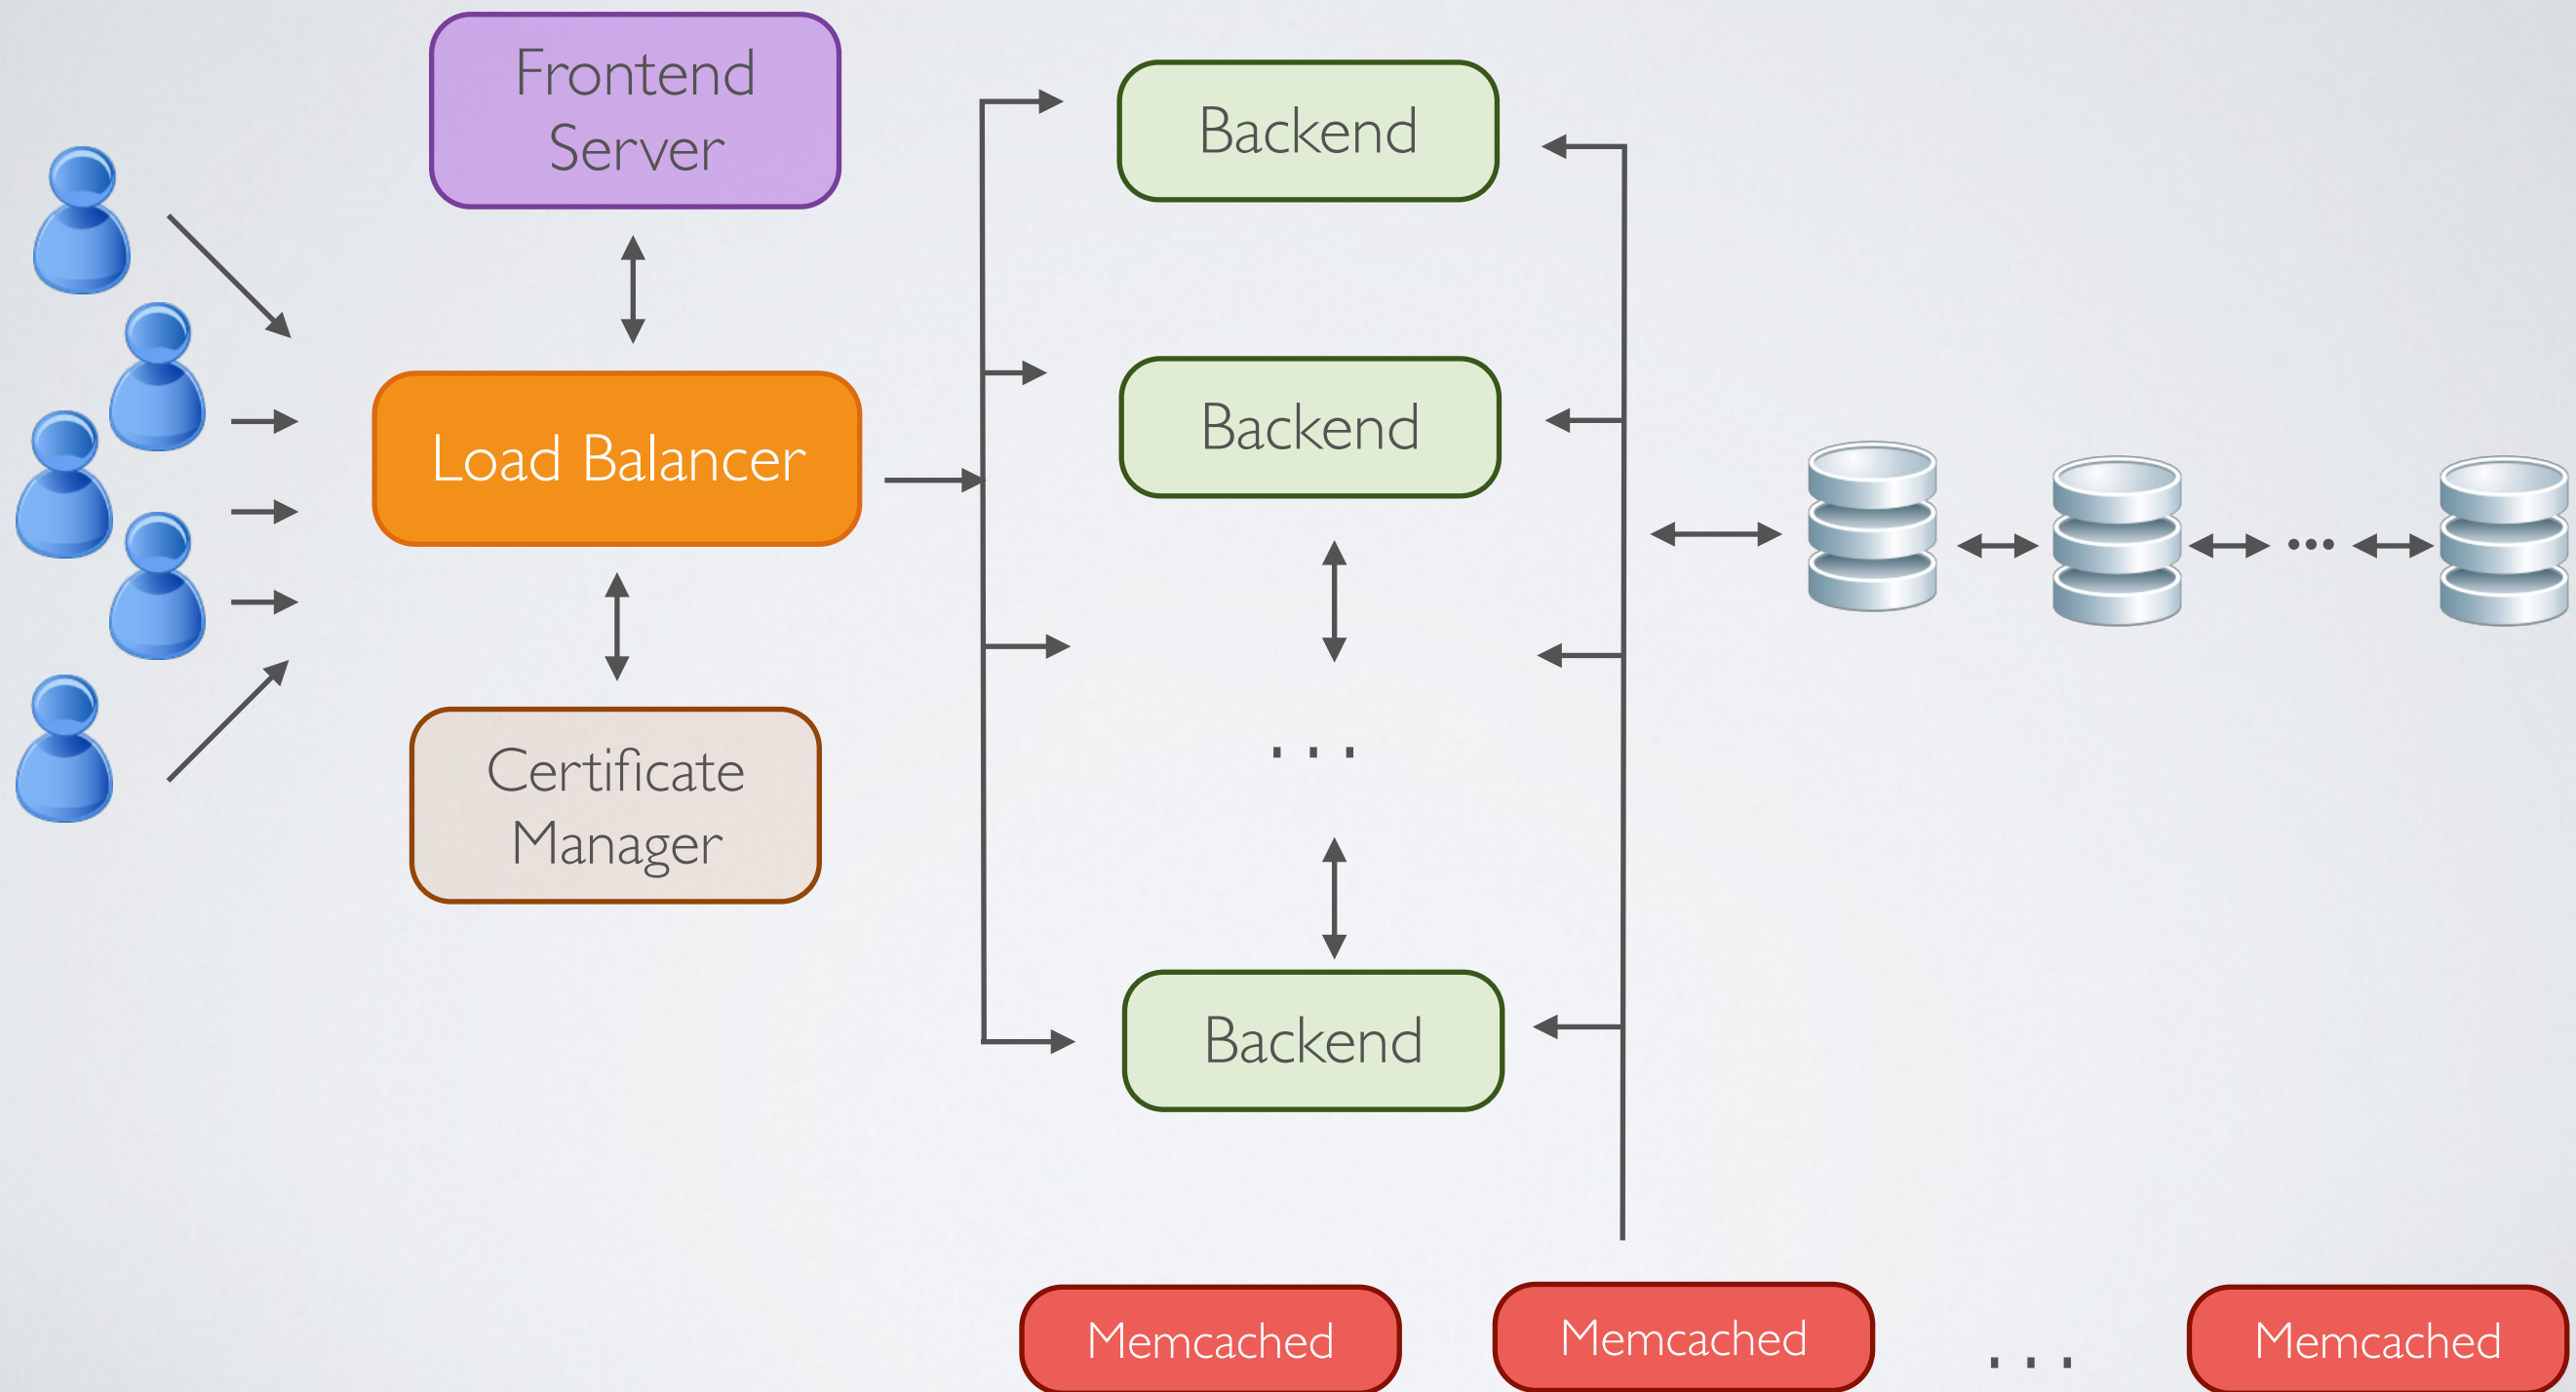 Frontend
Server
Load Balancer
Certificate
Manager
Backend
Backend
...
Backend
...
Memcached
Memcached
...
Memcached